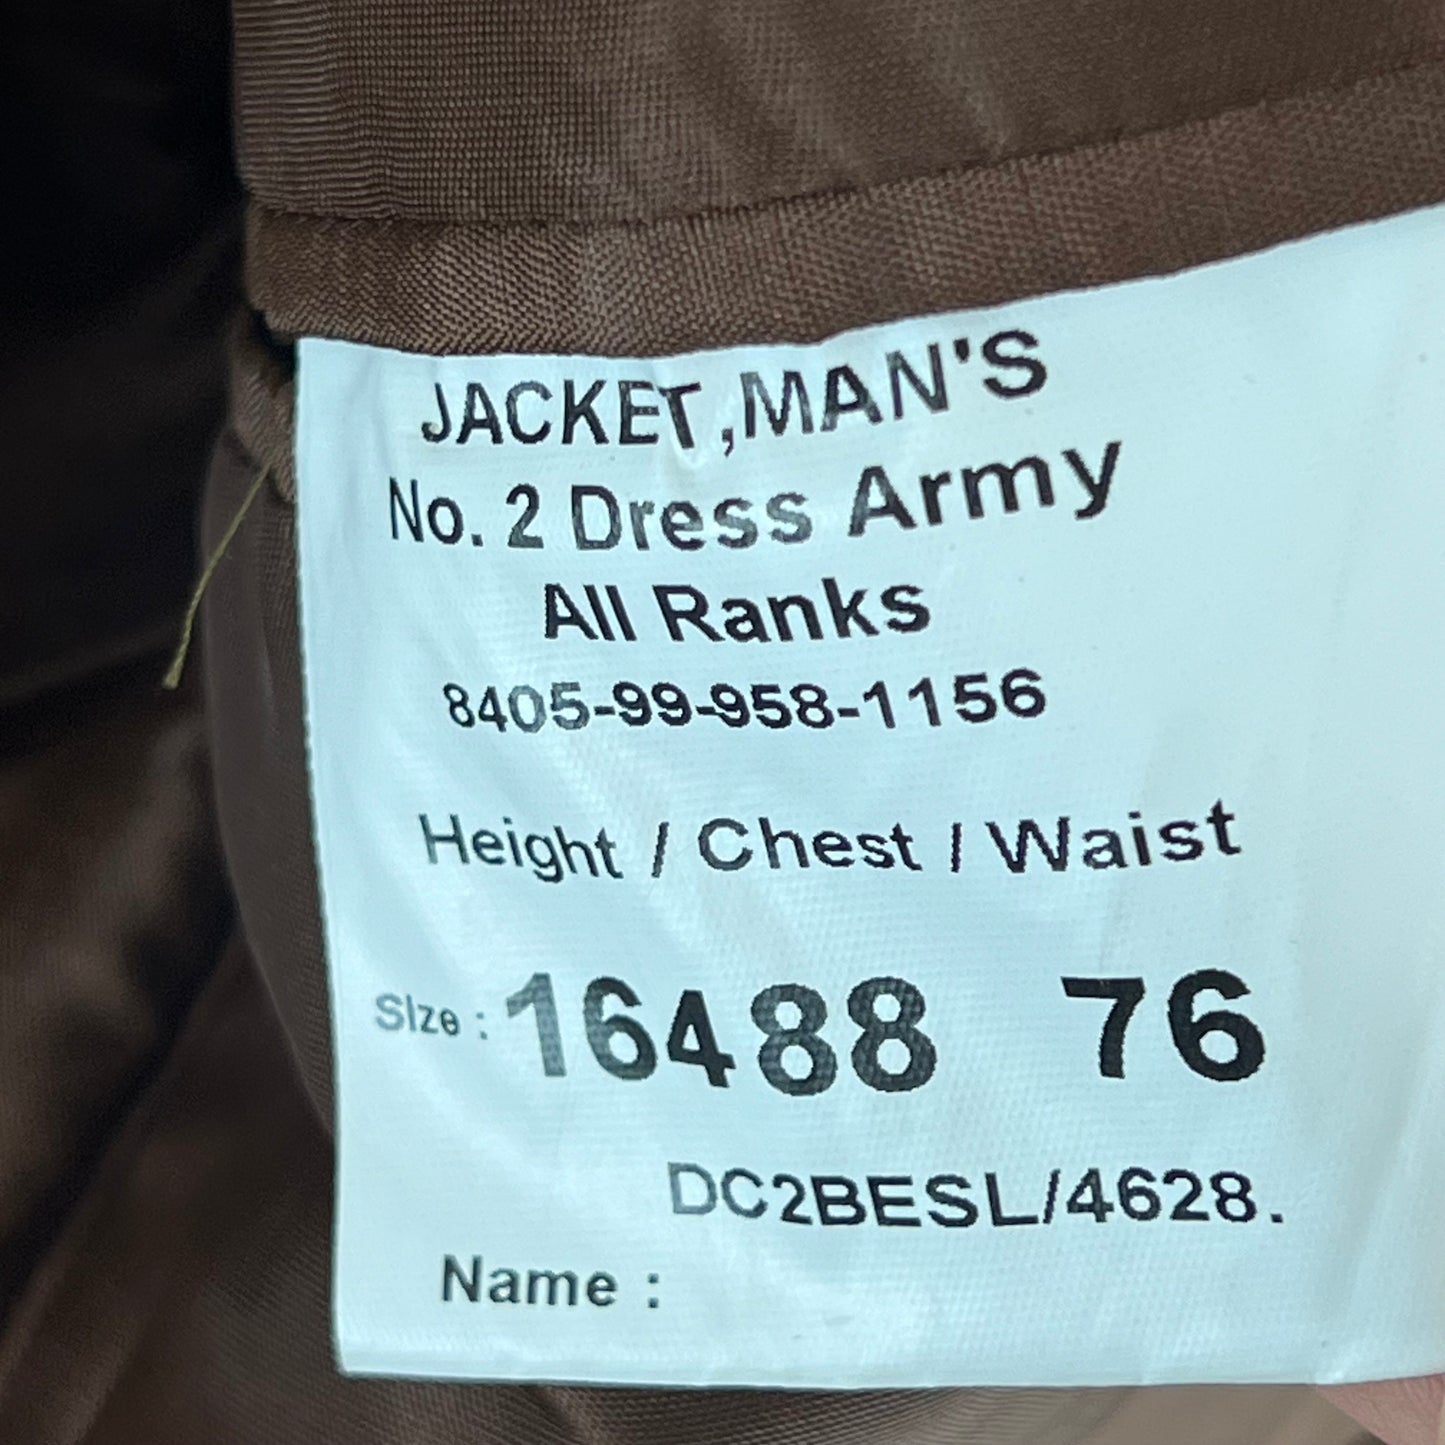 JACKET,MAN'S
No. 2 Dress Army
All Ranks
8405-99-958-1156
Height / Chest / Waist
SIze : 16488 76
DC2BESL/4628.
Name :